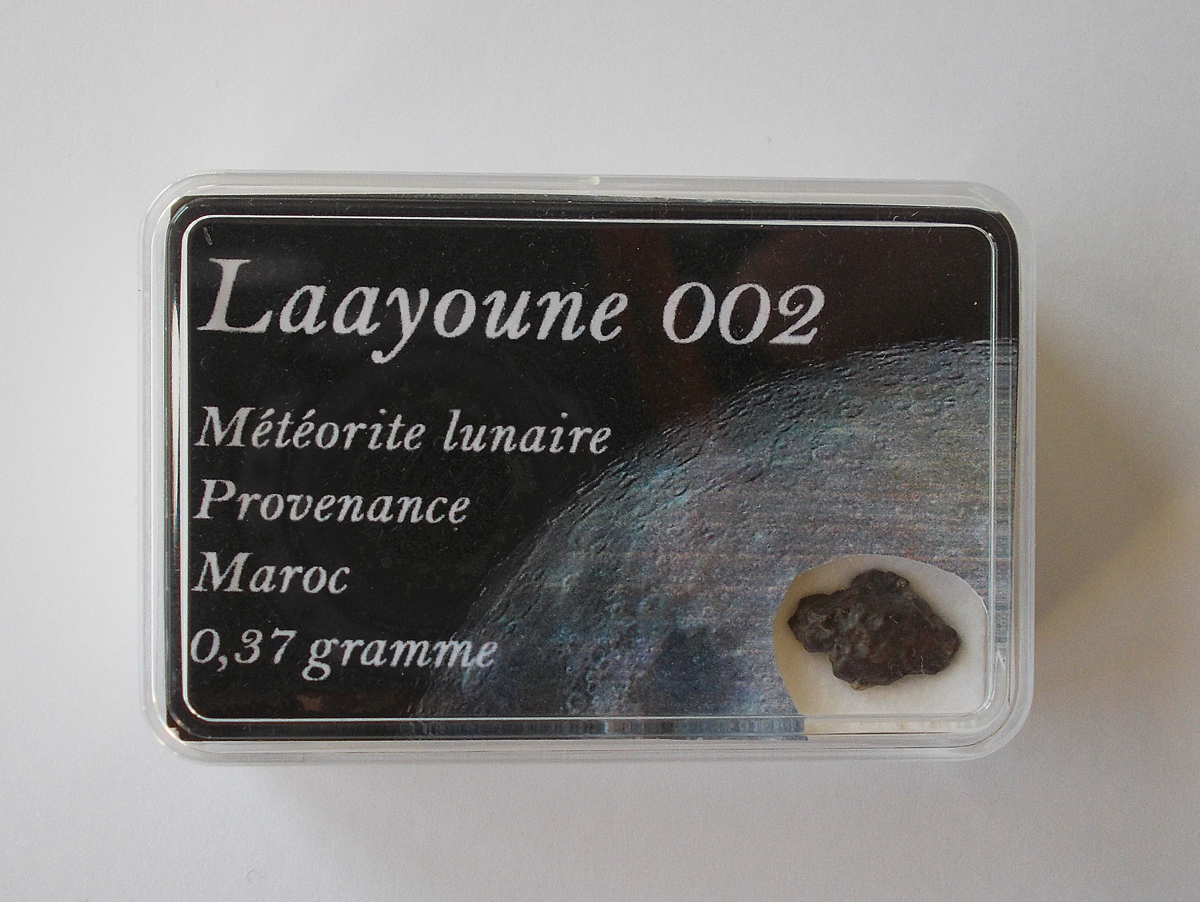 Laayoune 002
Météorite lunaire
Provenance
Maroc
0,37 gramme